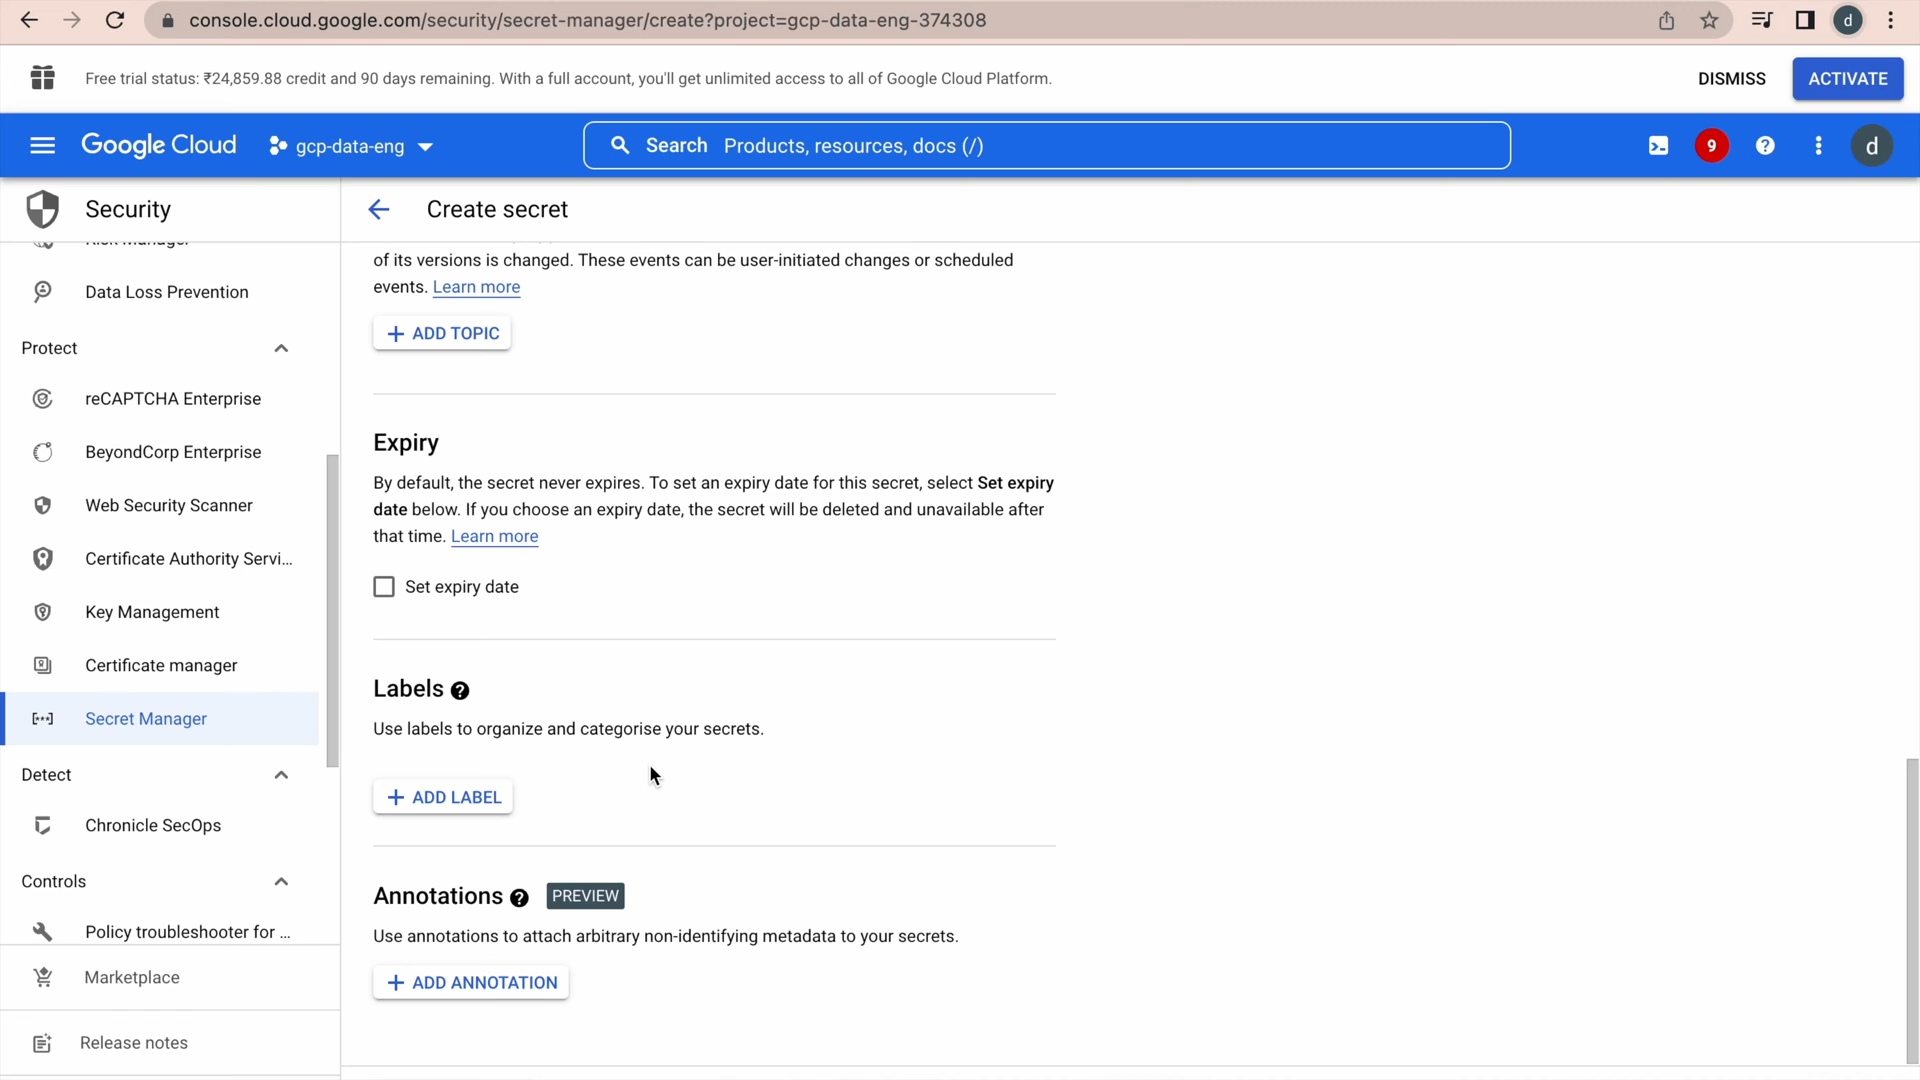 console.cloud.google.com/security/secret-manager/create?project=gcp-data-eng-374308
d
Free trial status: ₹24,859.88 credit and 90 days remaining. With a full account, you'll get unlimited access to all of Google Cloud Platform.
DISMISS
ACTIVATE
Google Cloud
gcp-data-eng
Search Products, resources, docs (/)
9
d
Security
Create secret
Risk Manager
Data Loss Prevention
Protect
reCAPTCHA Enterprise
BeyondCorp Enterprise
Web Security Scanner
Certificate Authority Servi...
Key Management
Certificate manager
Secret Manager
Detect
Chronicle SecOps
Controls
Policy troubleshooter for ...
Marketplace
Release notes
of its versions is changed. These events can be user-initiated changes or scheduled
events. Learn more
+ ADD TOPIC
Expiry
By default, the secret never expires. To set an expiry date for this secret, select Set expiry
date below. If you choose an expiry date, the secret will be deleted and unavailable after
that time. Learn more
Set expiry date
Labels
Use labels to organize and categorise your secrets.
+ ADD LABEL
Annotations PREVIEW
Use annotations to attach arbitrary non-identifying metadata to your secrets.
+ ADD ANNOTATION